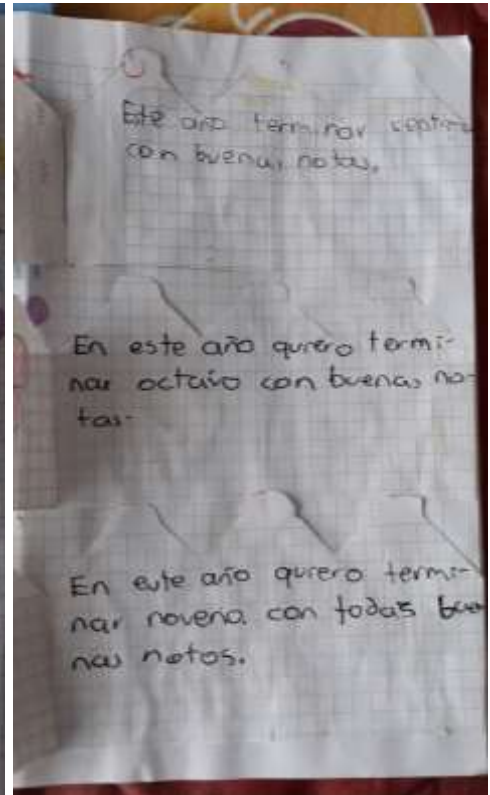 Este año terminar septimo
con buenas notas.
En este año quiero termi-
nar octavo con buenas no-
tas.
En este año quiero termi-
nar noveno con todas bue
nas notas.